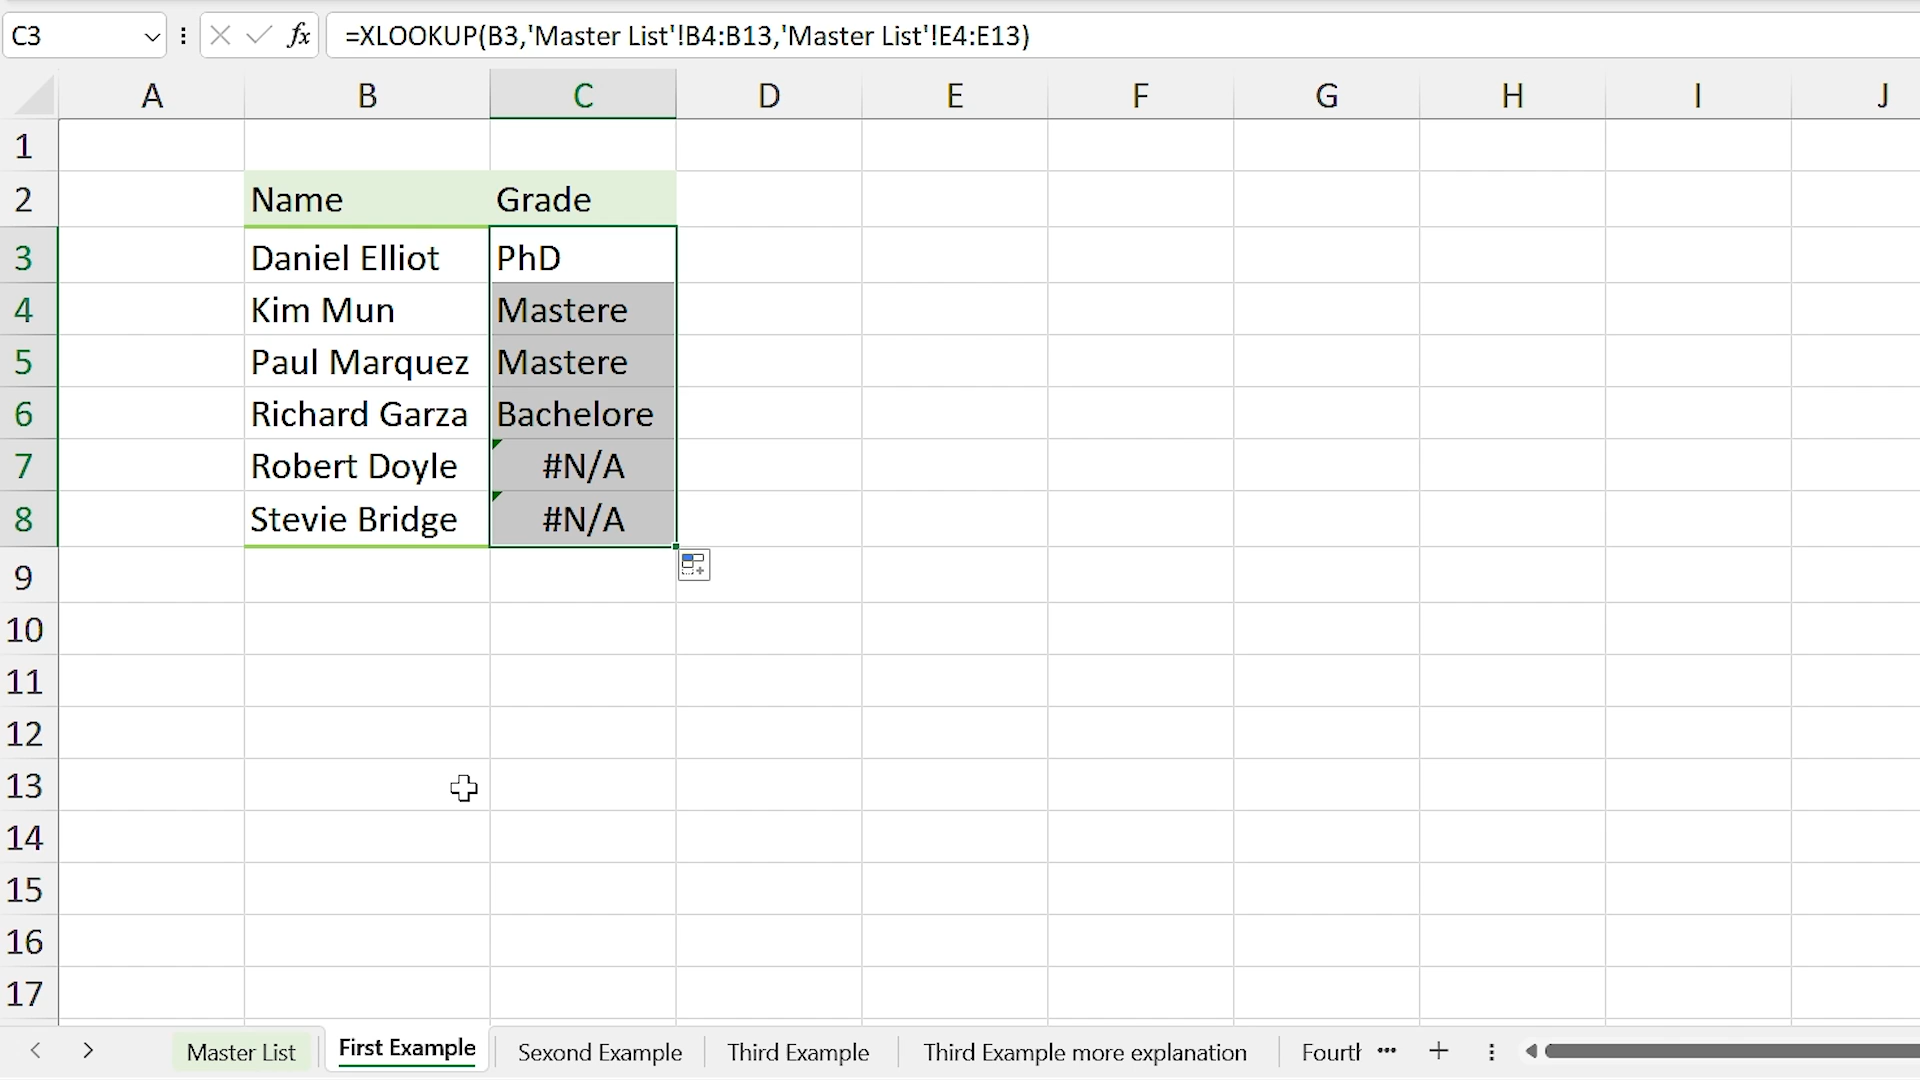 C3 fx =XLOOKUP(B3,'Master List'!B4:B13,'Master List'!E4:E13)
A B C D E F G H I J
1
2 Name Grade
3 Daniel Elliot PhD
4 Kim Mun Mastere
5 Paul Marquez Mastere
6 Richard Garza Bachelore
7 Robert Doyle #N/A
8 Stevie Bridge #N/A
9
10
11
12
13
14
15
16
17
Master List First Example Sexond Example Third Example Third Example more explanation Fourth ...